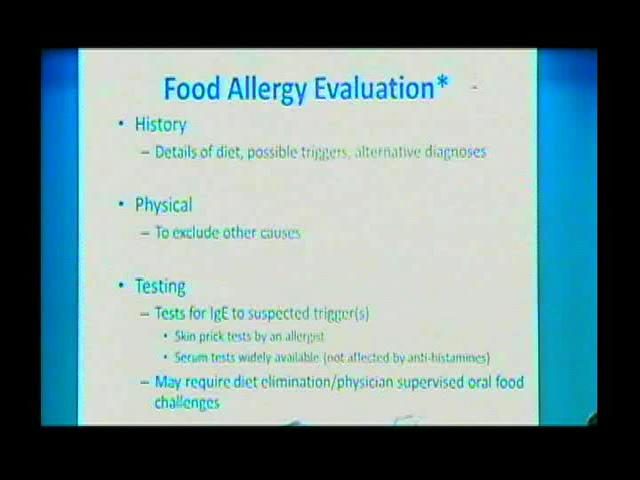 Food Allergy Evaluation*
• History
– Details of diet, possible triggers, alternative diagnoses
• Physical
– To exclude other causes
• Testing
– Tests for IgE to suspected trigger(s)
• Skin prick tests by an allergist
• Serum tests widely available (not affected by anti-histamines)
– May require diet elimination/physician supervised oral food
challenges